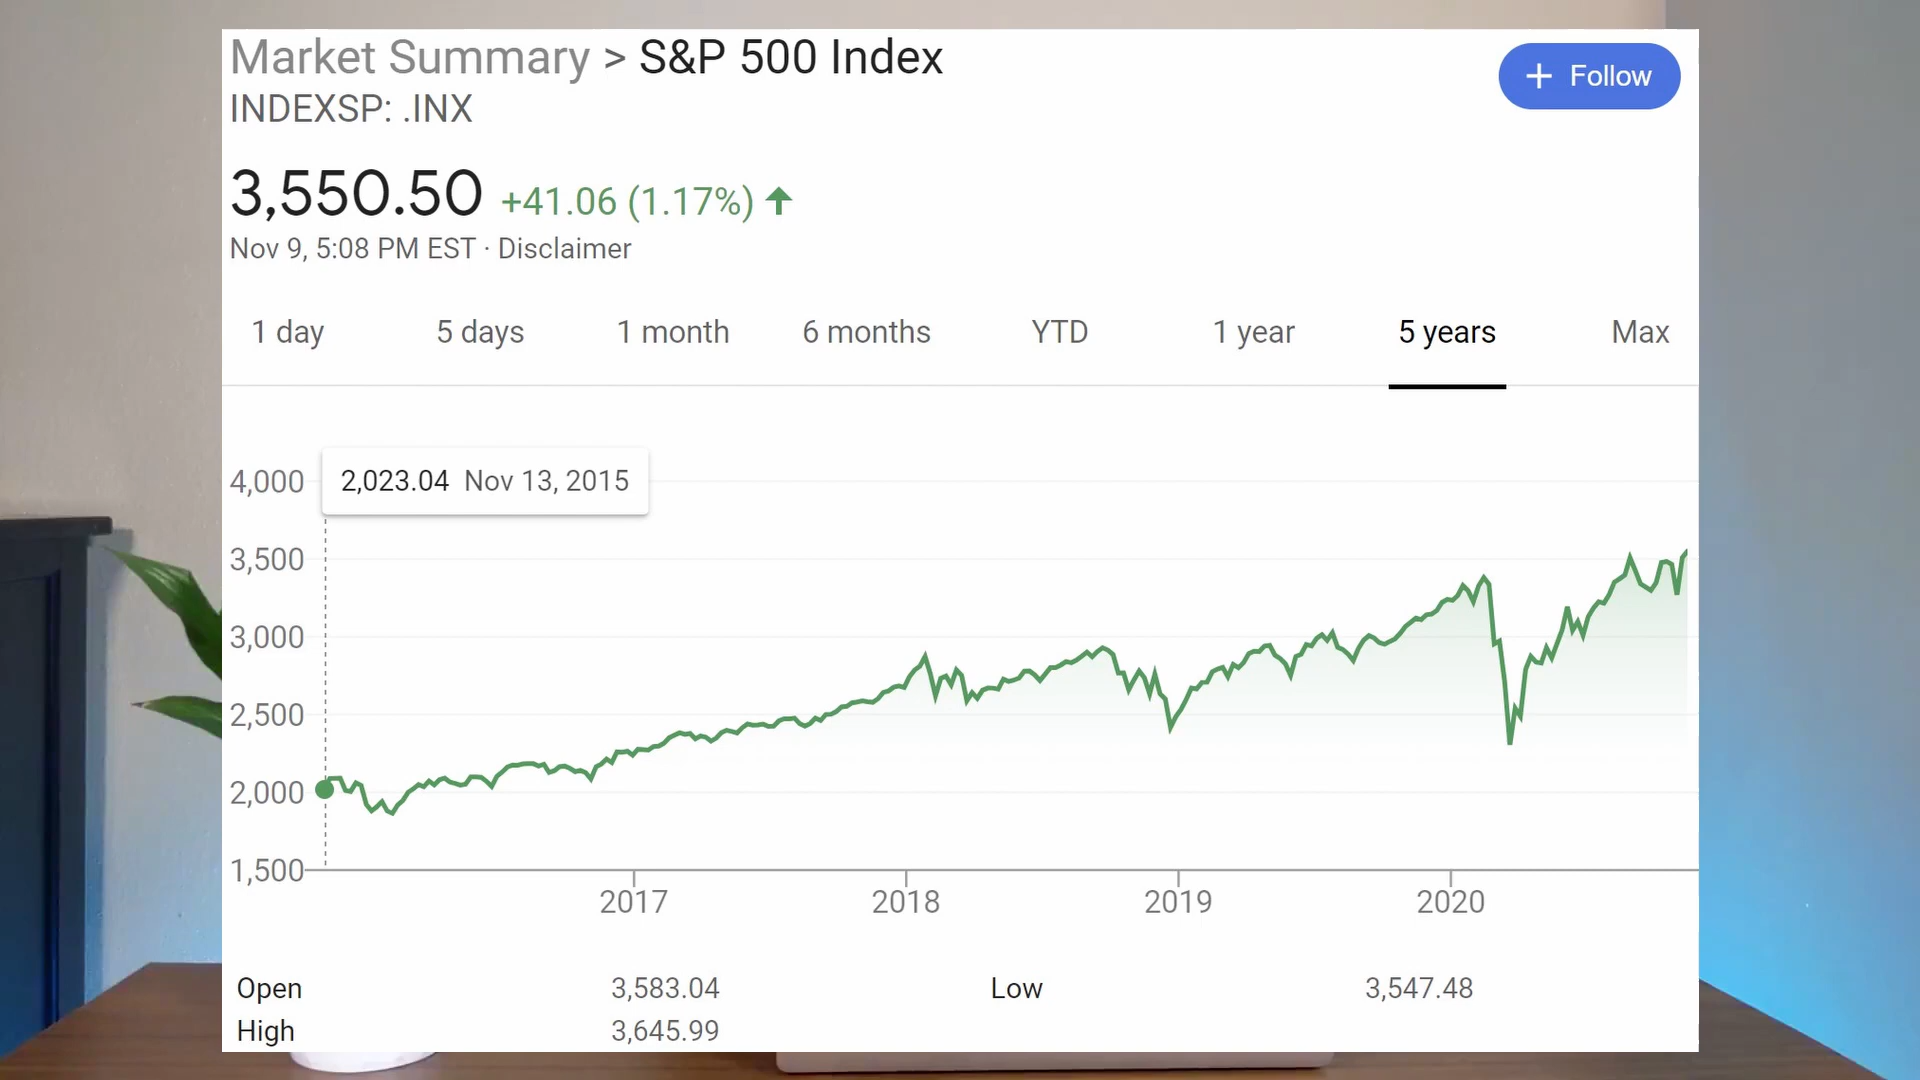 Market Summary > S&P 500 Index
+ Follow
INDEXSP: .INX
3,550.50 +41.06 (1.17%)
Nov 9, 5:08 PM EST · Disclaimer
1 day 5 days 1 month 6 months YTD 1 year 5 years Max
2,023.04 Nov 13, 2015
4,000
3,500
3,000
2,500
2,000
1,500
2017 2018 2019 2020
Open 3,583.04 Low 3,547.48
High 3,645.99